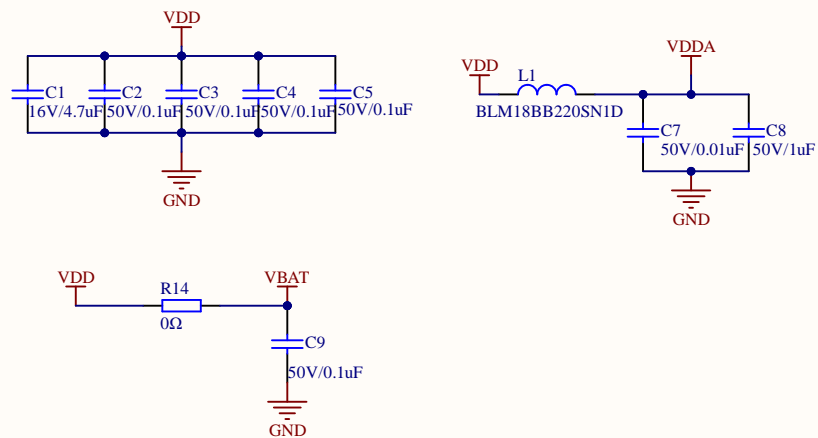 VDD
C1
C2
C3
C4
C5
16V/4.7uF
50V/0.1uF
50V/0.1uF
50V/0.1uF
50V/0.1uF
GND
VDDA
VDD
L1
BLM18BB220SN1D
C7
C8
50V/0.01uF
50V/1uF
GND
VDD
R14
0Ω
VBAT
C9
50V/0.1uF
GND